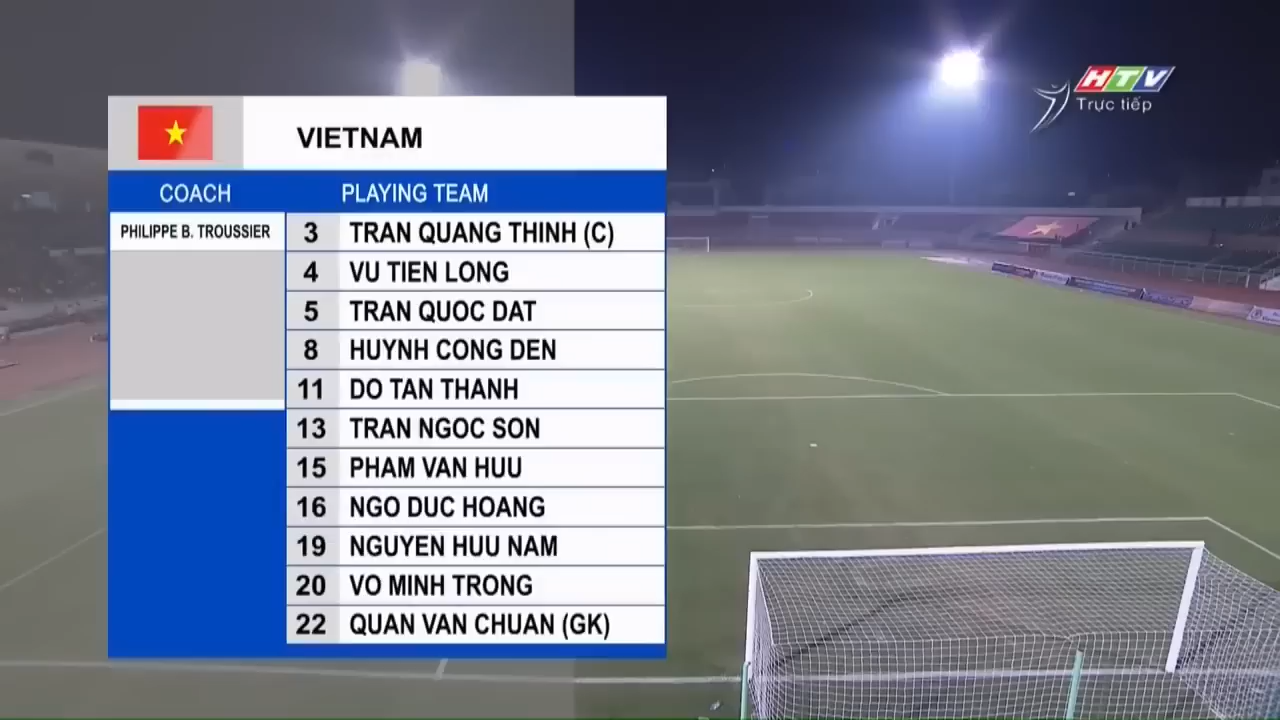 HTV
Trực tiếp
VIETNAM
COACH
PLAYING TEAM
PHILIPPE B. TROUSSIER
3 TRAN QUANG THINH (C)
4 VU TIEN LONG
5 TRAN QUOC DAT
8 HUYNH CONG DEN
11 DO TAN THANH
13 TRAN NGOC SON
15 PHAM VAN HUU
16 NGO DUC HOANG
19 NGUYEN HUU NAM
20 VO MINH TRONG
22 QUAN VAN CHUAN (GK)